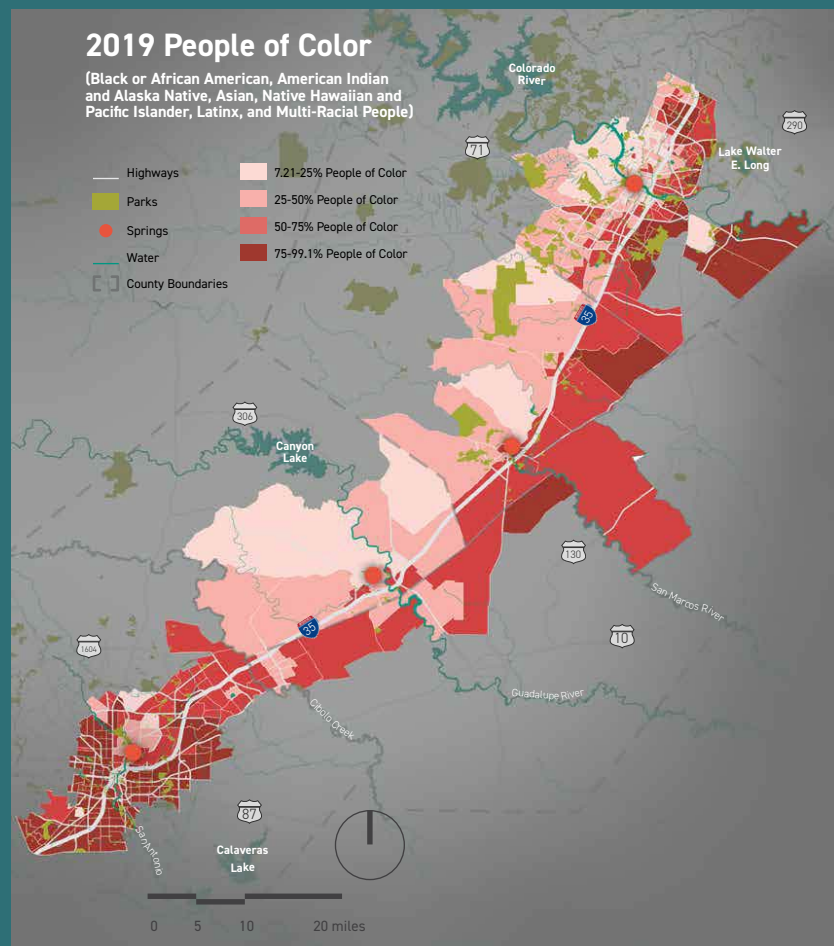 2019 People of Color
(Black or African American, American Indian
and Alaska Native, Asian, Native Hawaiian and
Pacific Islander, Latinx, and Multi-Racial People)
Highways
Parks
Springs
Water
County Boundaries
7.21-25% People of Color
25-50% People of Color
50-75% People of Color
75-99.1% People of Color
Colorado
River
71
290
Lake Walter
E. Long
35
306
Canyon
Lake
130
San Marcos River
35
10
1604
Guadalupe River
Cibolo Creek
87
San Antonio
Calaveras
Lake
0 5 10 20 miles